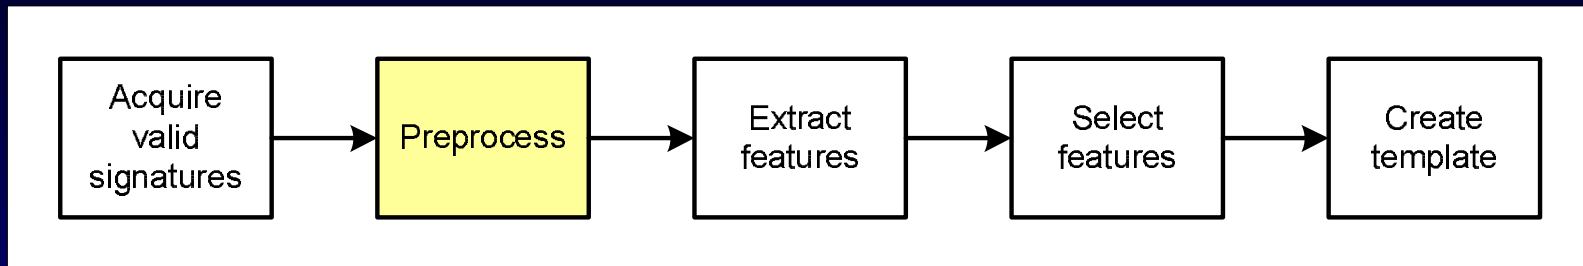 Acquire
valid
signatures
Preprocess
Extract
features
Select
features
Create
template